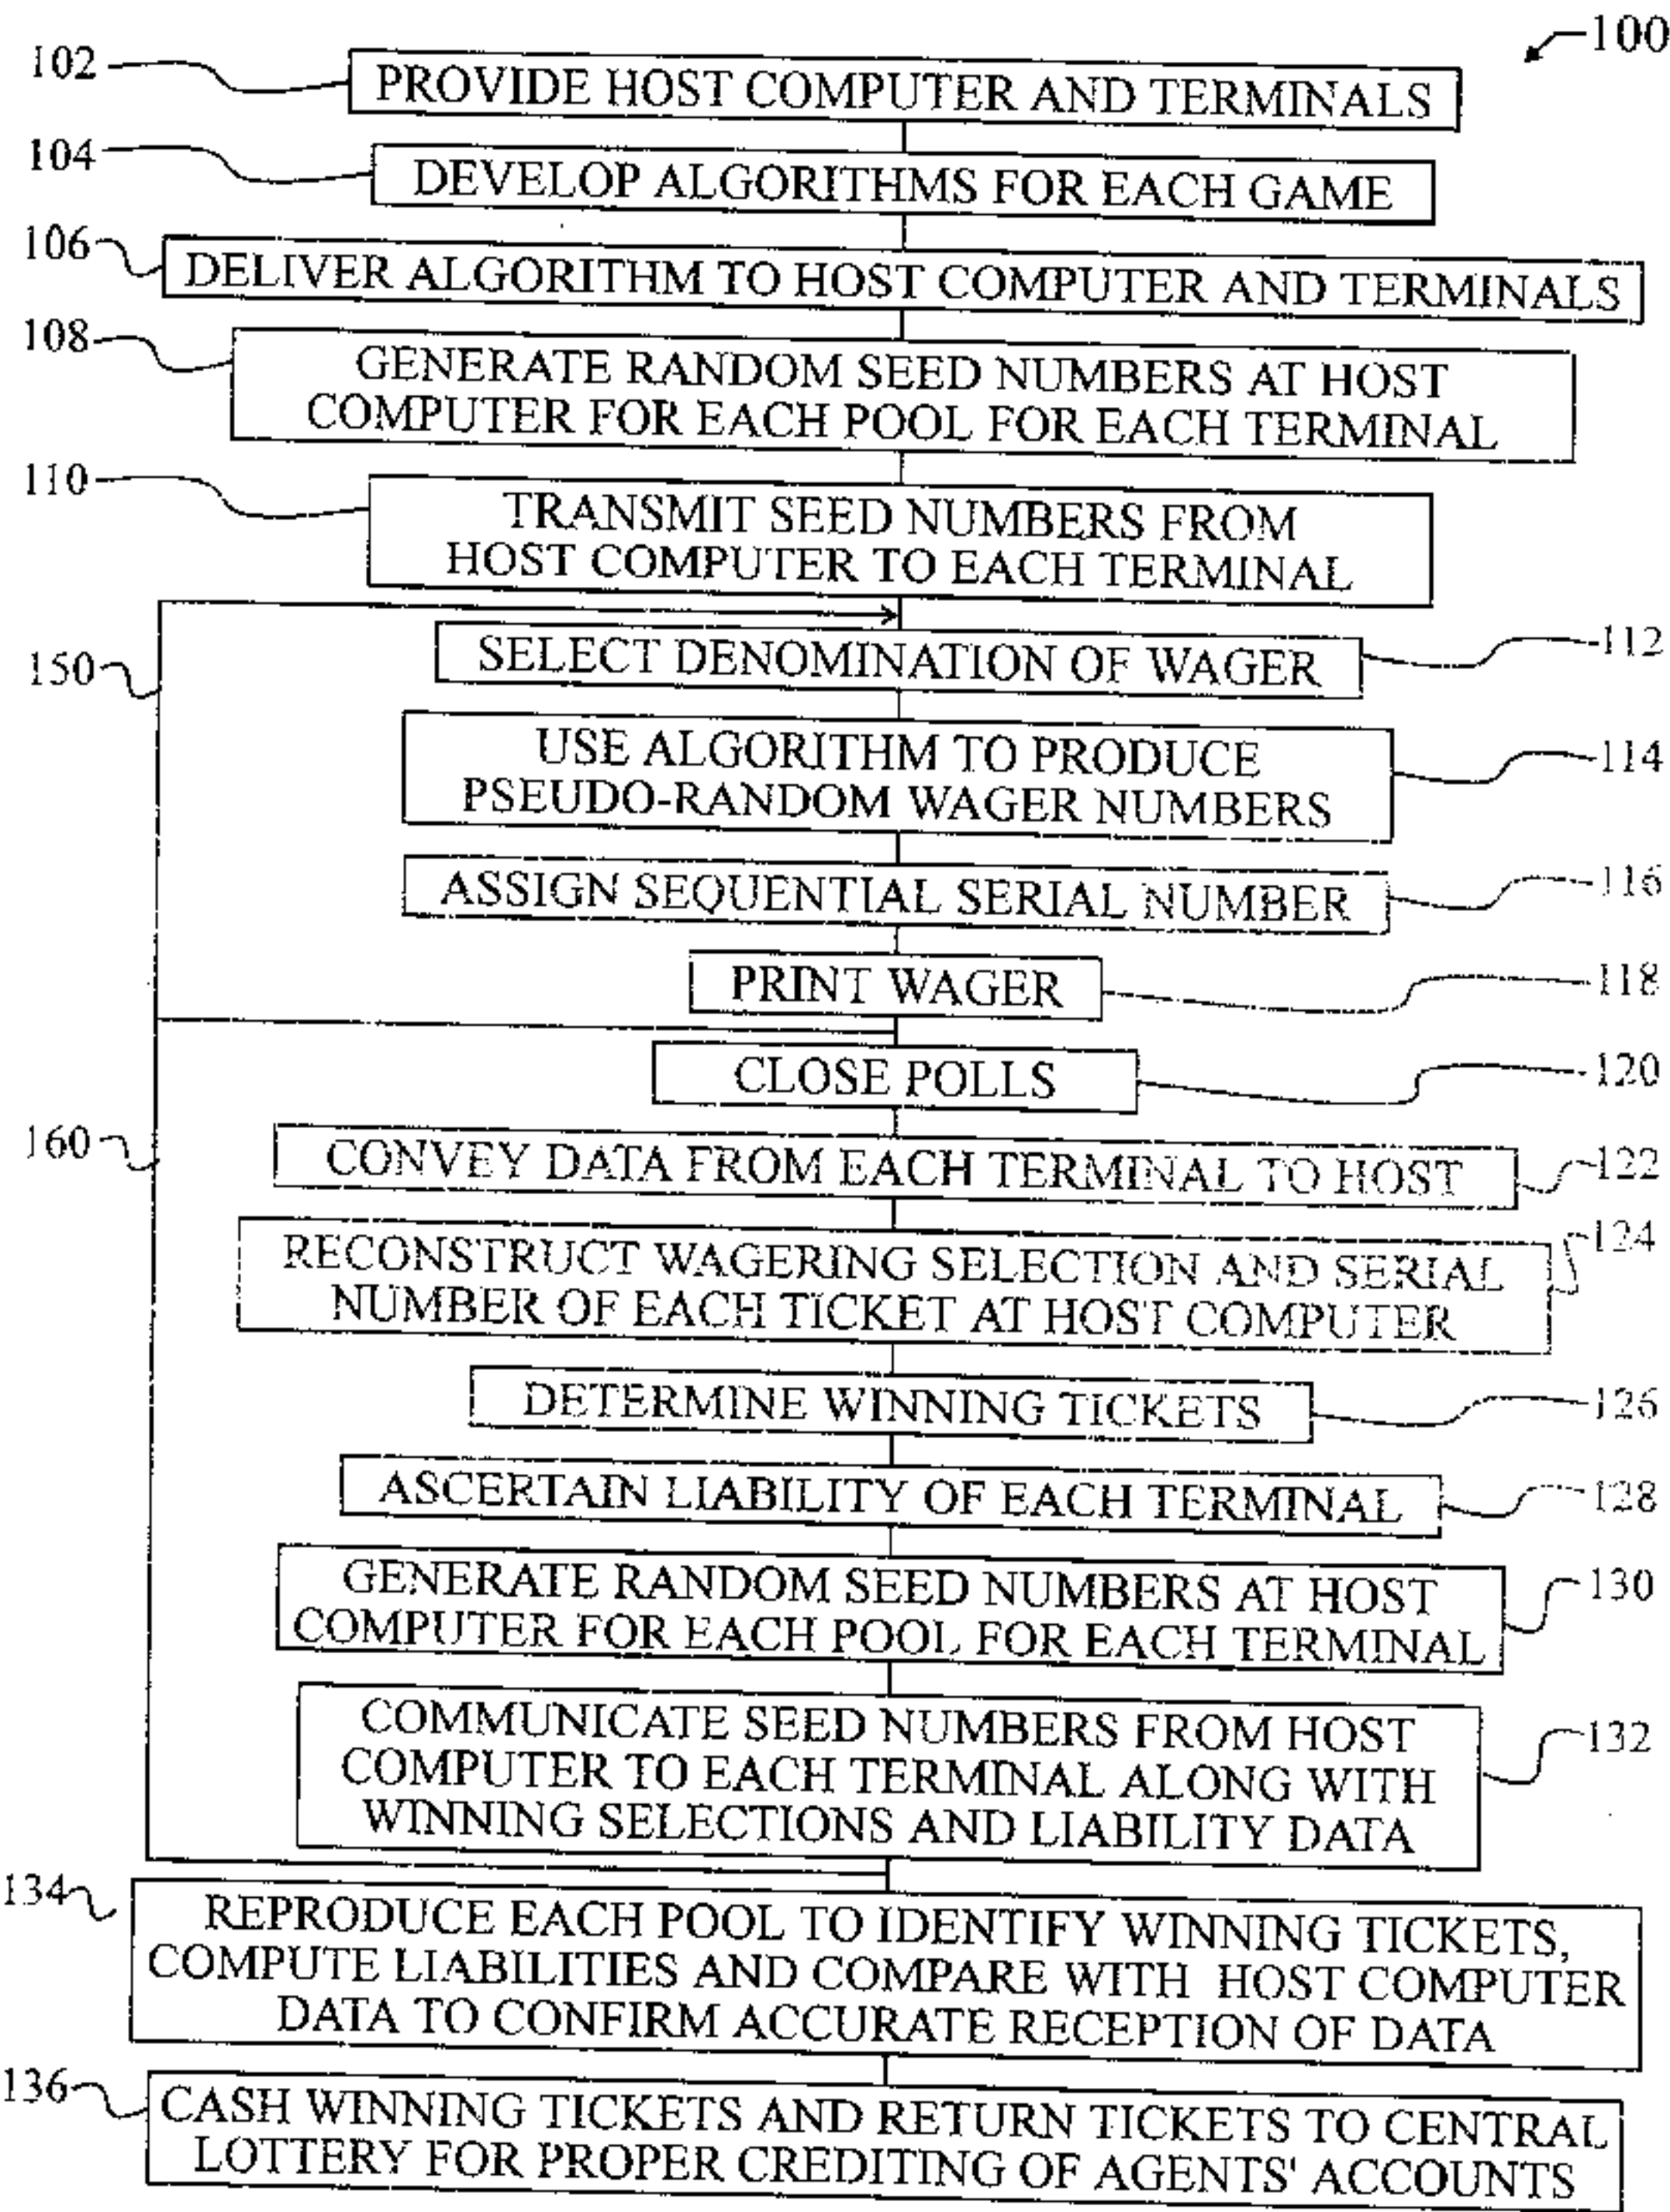 100
102
PROVIDE HOST COMPUTER AND TERMINALS
104
DEVELOP ALGORITHMS FOR EACH GAME
106
DELIVER ALGORITHM TO HOST COMPUTER AND TERMINALS
108
GENERATE RANDOM SEED NUMBERS AT HOST
COMPUTER FOR EACH POOL FOR EACH TERMINAL
110
TRANSMIT SEED NUMBERS FROM
HOST COMPUTER TO EACH TERMINAL
150
SELECT DENOMINATION OF WAGER
112
USE ALGORITHM TO PRODUCE
PSEUDO-RANDOM WAGER NUMBERS
114
ASSIGN SEQUENTIAL SERIAL NUMBER
116
PRINT WAGER
118
CLOSE POLLS
120
160
CONVEY DATA FROM EACH TERMINAL TO HOST
122
RECONSTRUCT WAGERING SELECTION AND SERIAL
NUMBER OF EACH TICKET AT HOST COMPUTER
124
DETERMINE WINNING TICKETS
126
ASCERTAIN LIABILITY OF EACH TERMINAL
128
GENERATE RANDOM SEED NUMBERS AT HOST
COMPUTER FOR EACH POOL FOR EACH TERMINAL
130
COMMUNICATE SEED NUMBERS FROM HOST
COMPUTER TO EACH TERMINAL ALONG WITH
WINNING SELECTIONS AND LIABILITY DATA
132
134
REPRODUCE EACH POOL TO IDENTIFY WINNING TICKETS,
COMPUTE LIABILITIES AND COMPARE WITH HOST COMPUTER
DATA TO CONFIRM ACCURATE RECEPTION OF DATA
136
CASH WINNING TICKETS AND RETURN TICKETS TO CENTRAL
LOTTERY FOR PROPER CREDITING OF AGENTS' ACCOUNTS